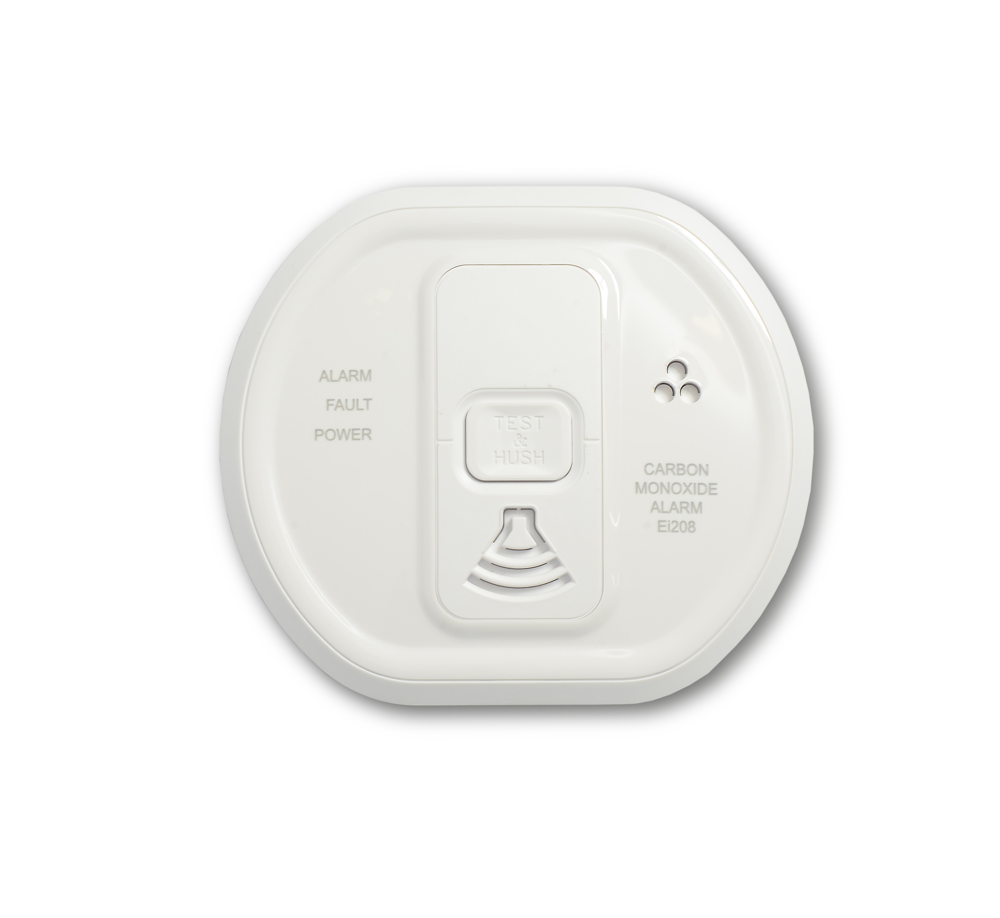 ALARM
FAULT
POWER
TEST
&
HUSH
CARBON
MONOXIDE
ALARM
Ei208